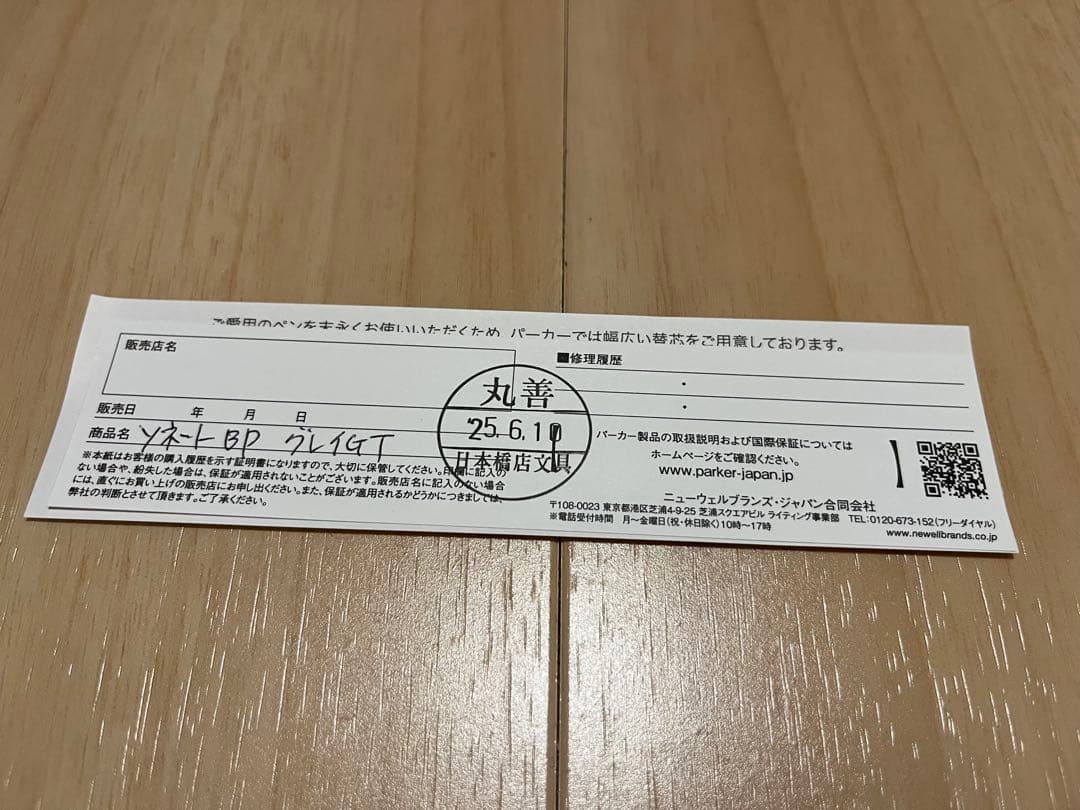 ご愛用のペンを末永くお使いいただくため、パーカーでは幅広い替芯をご用意しております。
販売店名
販売日 年 月 日
商品名 ソネート BP グレイGT
※本紙はお客様の購入履歴を示す証明書になりますので、大切に保管してください。印欄に記入の
ない場合や、紛失した場合は、保証が適用されないことがございます。販売店名に記入のない場合
には、直ぐにお買い上げの販売店にお申し出ください。また、保証が適用されるかどうかにつきましては、
弊社の判断とさせて頂きます。ご了承ください。
丸善
'25.6.10
日本橋店文具
■修理履歴
・
・
パーカー製品の取扱説明および国際保証については
ホームページをご確認ください。
www.parker-japan.jp
ニューウェルブランズ・ジャパン合同会社
〒108-0023 東京都港区芝浦4-9-25 芝浦スクエアビル ライティング事業部 TEL:0120-673-152(フリーダイヤル)
※電話受付時間 月〜金曜日(祝・休日除く)10時〜17時
www.newellbrands.co.jp